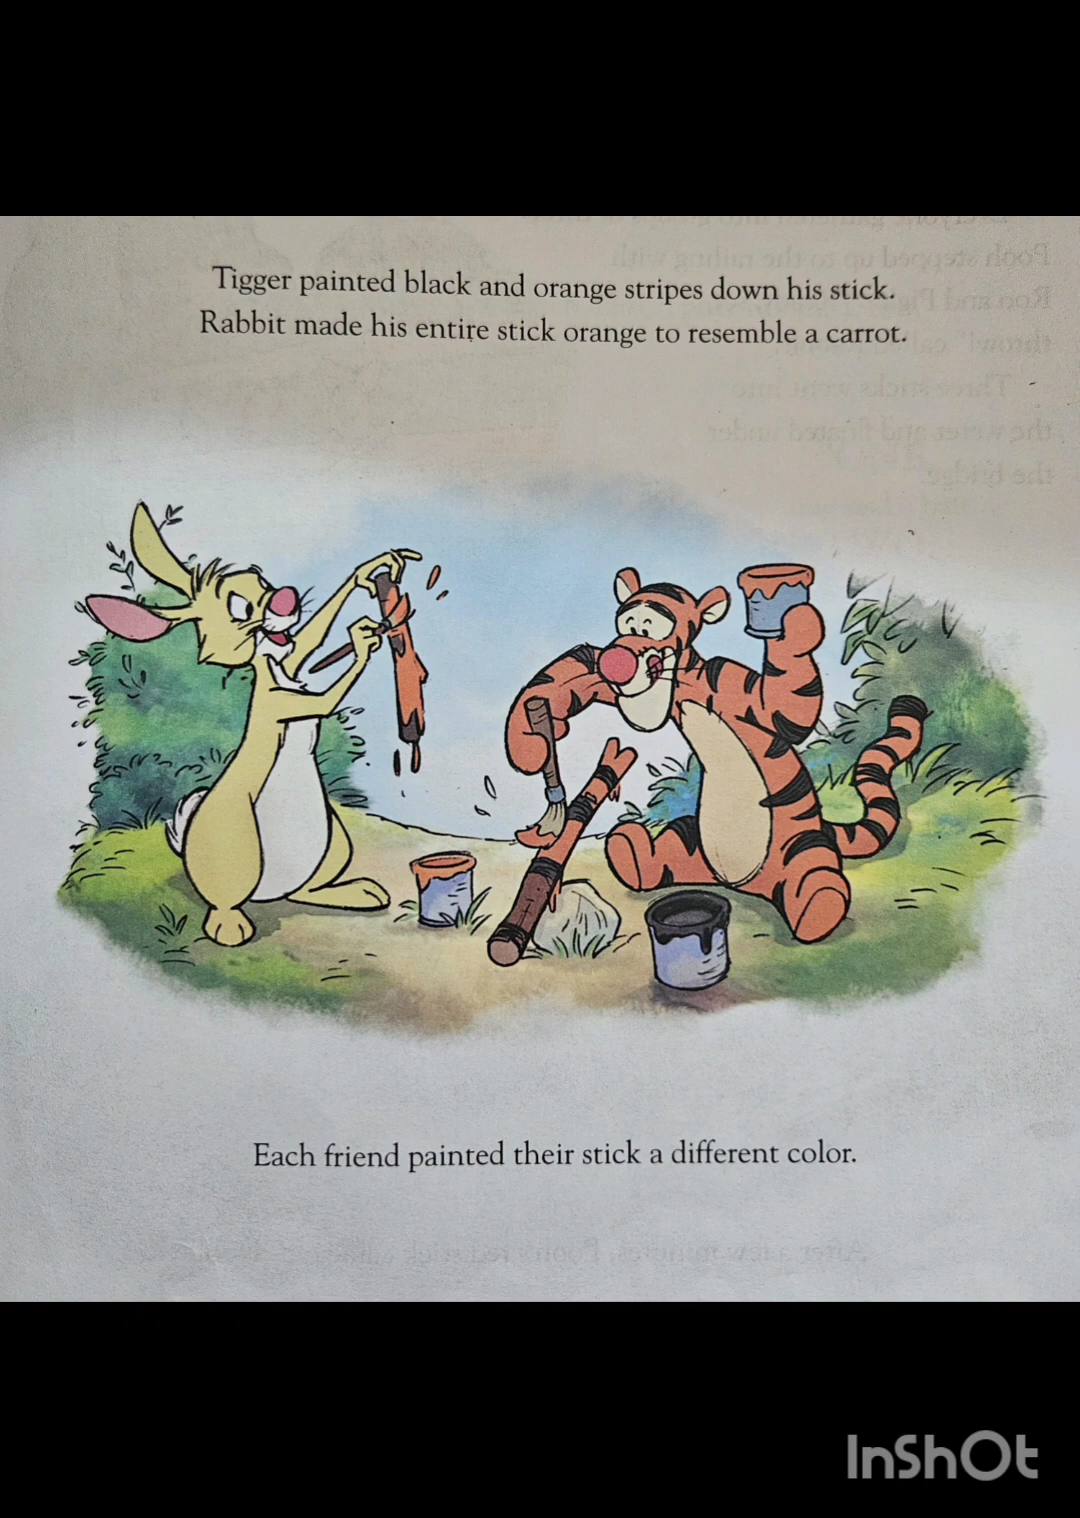 Tigger painted black and orange stripes down his stick.
Rabbit made his entire stick orange to resemble a carrot.
Each friend painted their stick a different color.
InShOt